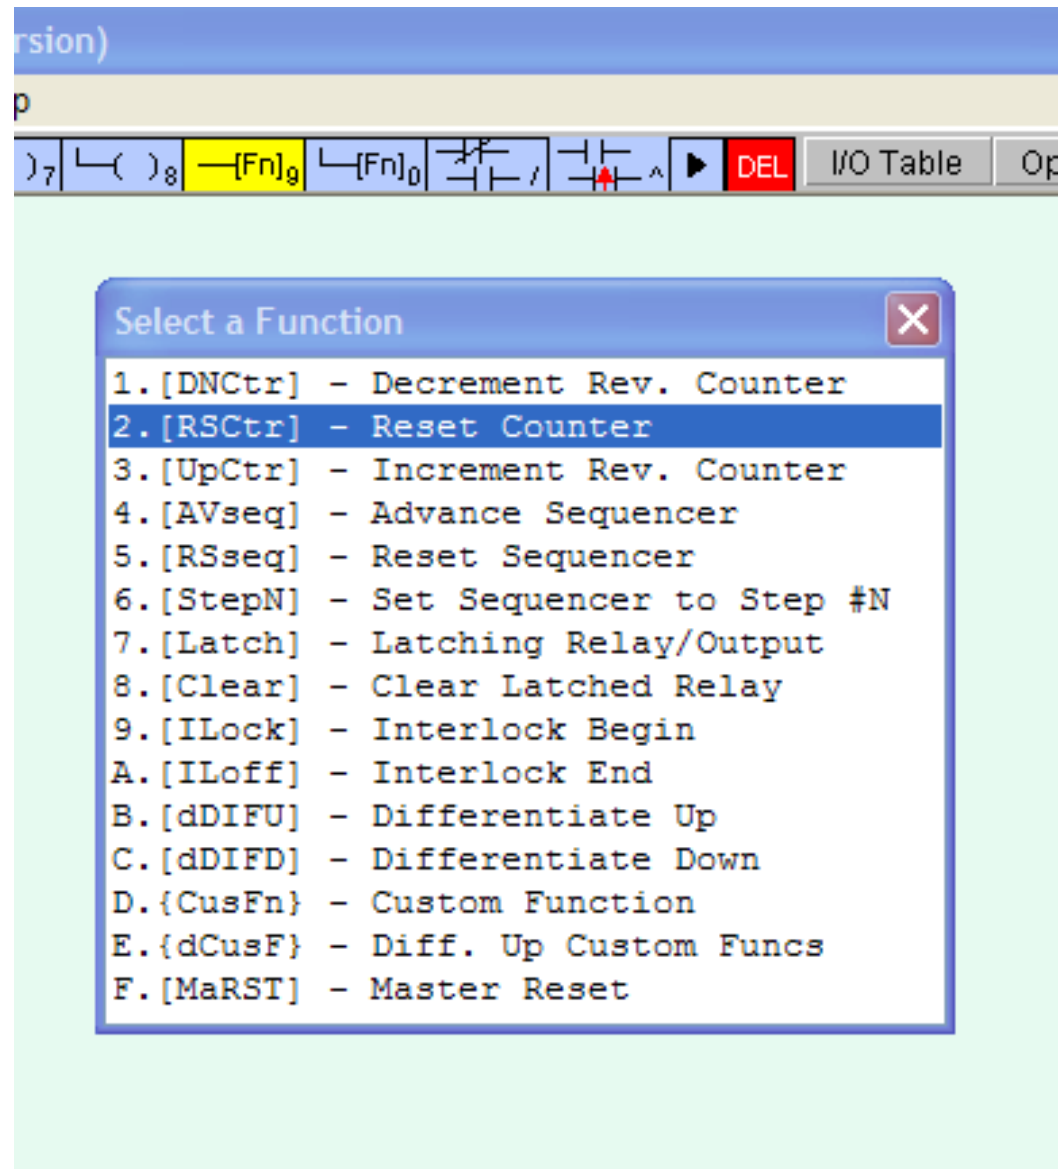 rsion)
p
)7 ( )8 [Fn]9 [Fn]0 / ^ DEL I/O Table Op
Select a Function
1.[DNCtr] - Decrement Rev. Counter
2.[RSCtr] - Reset Counter
3.[UpCtr] - Increment Rev. Counter
4.[AVseq] - Advance Sequencer
5.[RSseq] - Reset Sequencer
6.[StepN] - Set Sequencer to Step #N
7.[Latch] - Latching Relay/Output
8.[Clear] - Clear Latched Relay
9.[ILock] - Interlock Begin
A.[ILoff] - Interlock End
B.[dDIFU] - Differentiate Up
C.[dDIFD] - Differentiate Down
D.{CusFn} - Custom Function
E.{dCusF} - Diff. Up Custom Funcs
F.[MaRST] - Master Reset